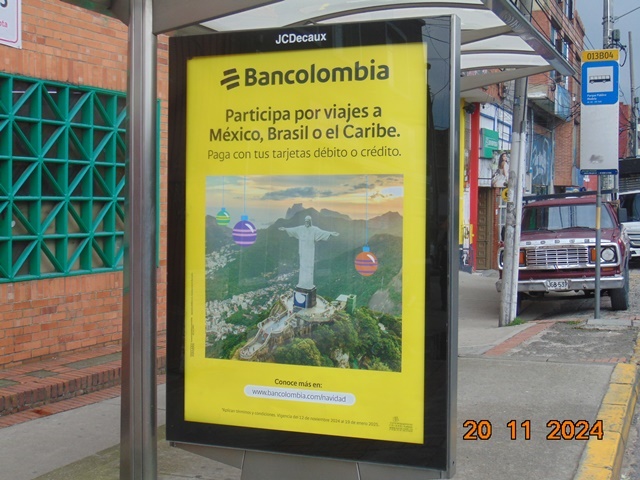 JCDecaux
Bancolombia
Participa por viajes a
México, Brasil o el Caribe.
Paga con tus tarjetas débito o crédito.
Conoce más en:
www.bancolombia.com/navidad
013B04
20 11 2024